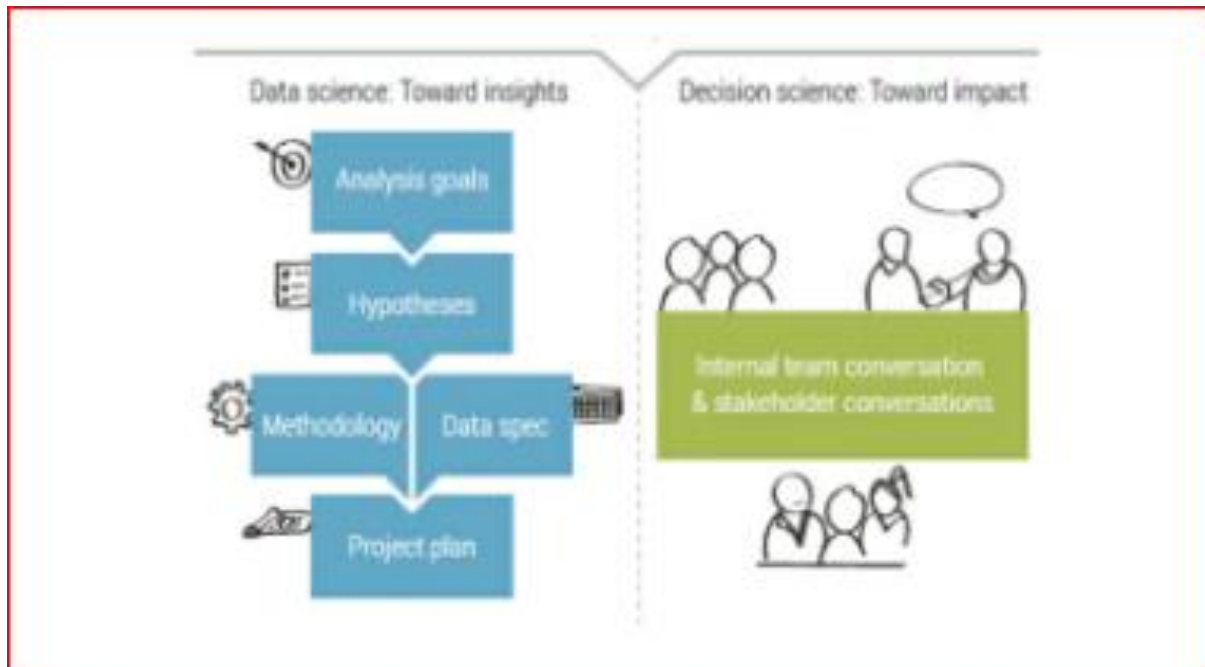 Data science: Toward insights
Decision science: Toward impact
Analysis goals
Hypotheses
Methodology
Data spec
Project plan
Internal team conversation
& stakeholder conversations